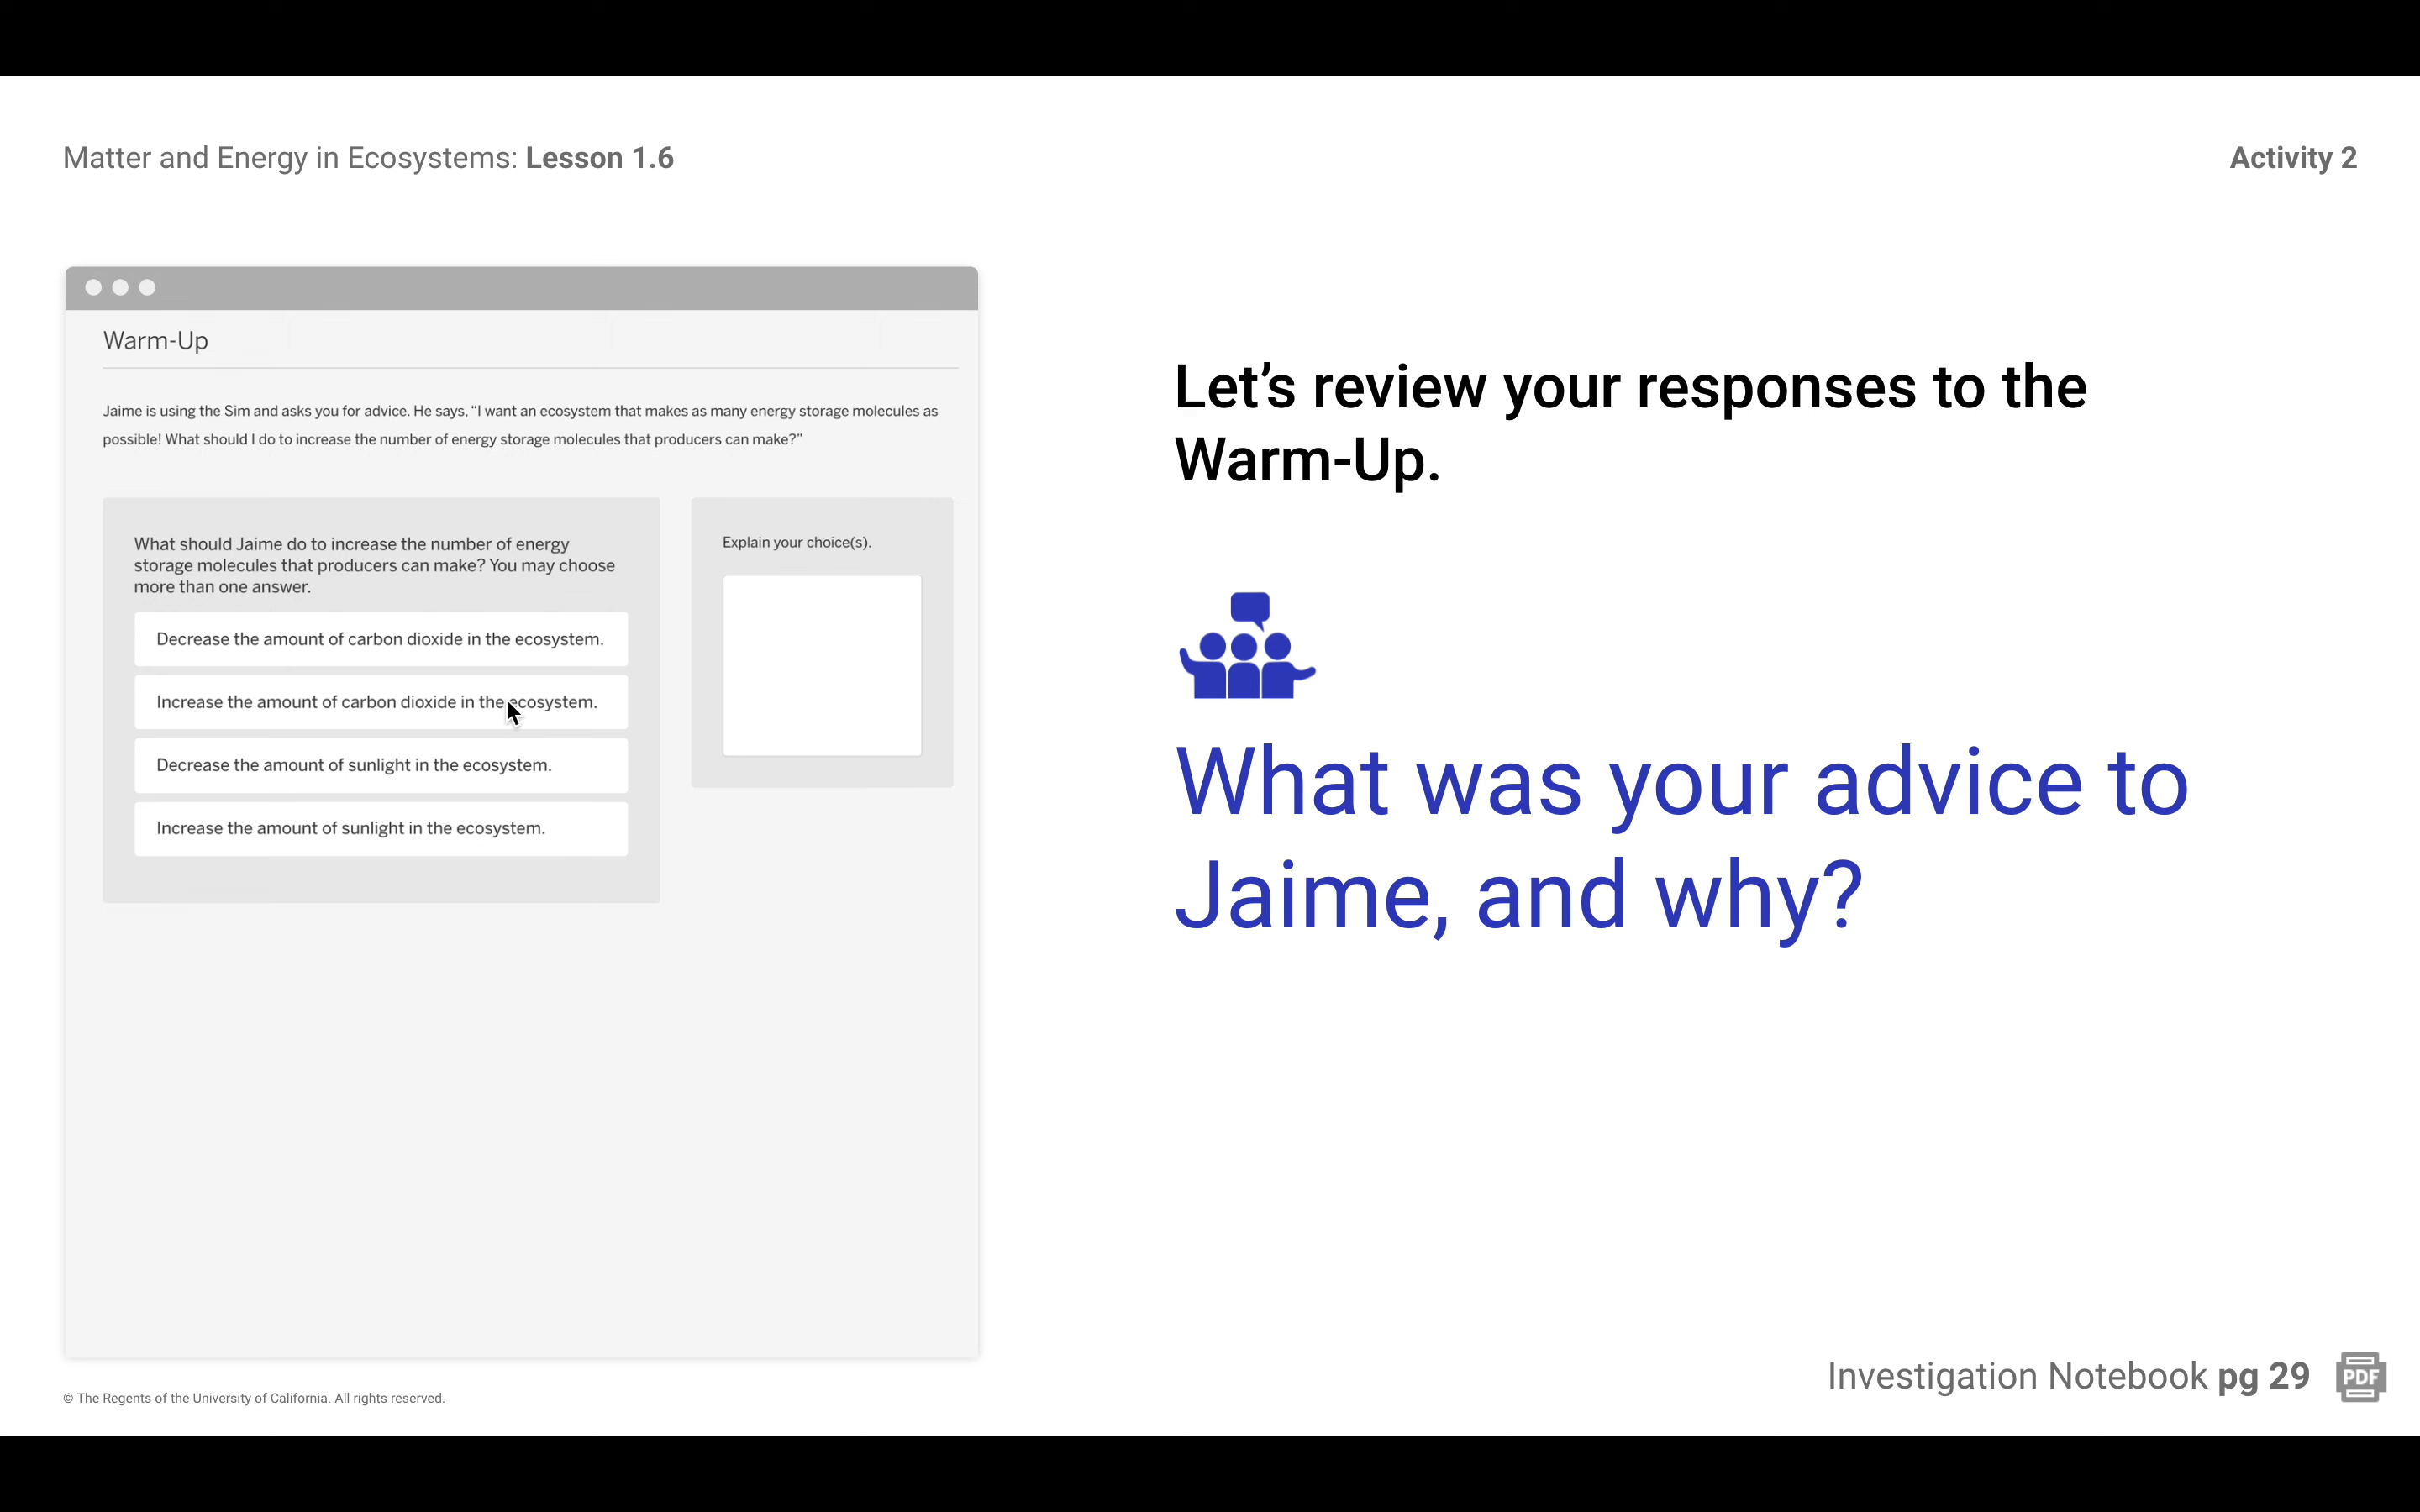 Matter and Energy in Ecosystems: Lesson 1.6
Activity 2
Warm-Up
Jaime is using the Sim and asks you for advice. He says, “I want an ecosystem that makes as many energy storage molecules as
possible! What should I do to increase the number of energy storage molecules that producers can make?”
What should Jaime do to increase the number of energy
storage molecules that producers can make? You may choose
more than one answer.
Decrease the amount of carbon dioxide in the ecosystem.
Increase the amount of carbon dioxide in the ecosystem.
Decrease the amount of sunlight in the ecosystem.
Increase the amount of sunlight in the ecosystem.
Explain your choice(s).
Let’s review your responses to the
Warm-Up.
What was your advice to
Jaime, and why?
Investigation Notebook pg 29
PDF
© The Regents of the University of California. All rights reserved.